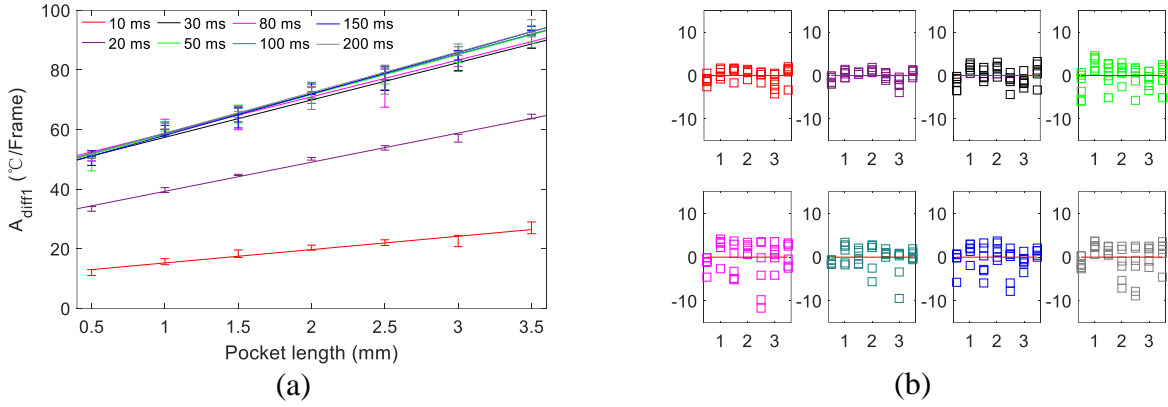 10 ms 30 ms 80 ms 150 ms
20 ms 50 ms 100 ms 200 ms
100
80
60
40
20
0
A_diff1 (℃/Frame)
0.5 1 1.5 2 2.5 3 3.5
Pocket length (mm)
(a)
10 10 10 10
0 0 0 0
-10 -10 -10 -10
1 2 3 1 2 3 1 2 3 1 2 3
10 10 10 10
0 0 0 0
-10 -10 -10 -10
1 2 3 1 2 3 1 2 3 1 2 3
(b)